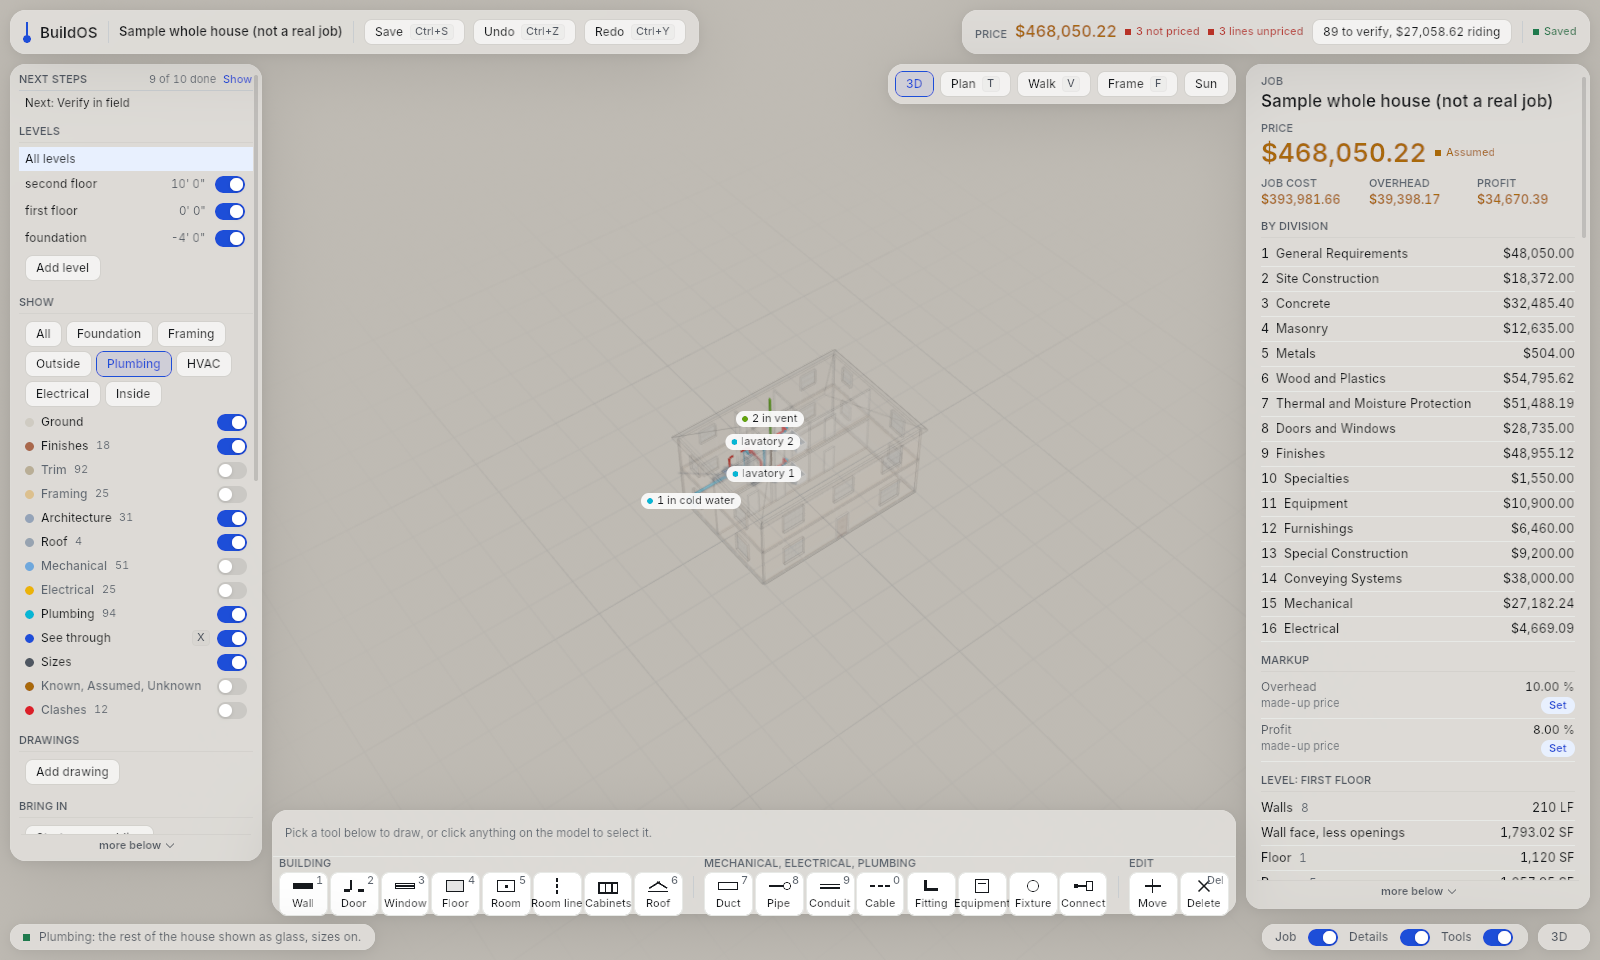 BuildOS
Sample whole house (not a real job)
Save Ctrl+S
Undo Ctrl+Z
Redo Ctrl+Y
PRICE $468,050.22
3 not priced
3 lines unpriced
89 to verify, $27,058.62 riding
Saved
NEXT STEPS 9 of 10 done Show
Next: Verify in field
LEVELS
All levels
second floor 10' 0"
first floor 0' 0"
foundation -4' 0"
Add level
SHOW
All Foundation Framing
Outside Plumbing HVAC
Electrical Inside
Ground
Finishes 18
Trim 92
Framing 25
Architecture 31
Roof 4
Mechanical 51
Electrical 25
Plumbing 94
See through X
Sizes
Known, Assumed, Unknown
Clashes 12
DRAWINGS
Add drawing
BRING IN
more below
3D
Plan T
Walk V
Frame F
Sun
2 in vent
lavatory 2
lavatory 1
1 in cold water
Pick a tool below to draw, or click anything on the model to select it.
BUILDING
1 Wall
2 Door
3 Window
4 Floor
5 Room
Room line
Cabinets
6 Roof
MECHANICAL, ELECTRICAL, PLUMBING
7 Duct
8 Pipe
9 Conduit
0 Cable
Fitting
Equipment
Fixture
Connect
EDIT
Move
Del Delete
JOB
Sample whole house (not a real job)
PRICE
$468,050.22 Assumed
JOB COST OVERHEAD PROFIT
$393,981.66 $39,398.17 $34,670.39
BY DIVISION
1 General Requirements $48,050.00
2 Site Construction $18,372.00
3 Concrete $32,485.40
4 Masonry $12,635.00
5 Metals $504.00
6 Wood and Plastics $54,795.62
7 Thermal and Moisture Protection $51,488.19
8 Doors and Windows $28,735.00
9 Finishes $48,955.12
10 Specialties $1,550.00
11 Equipment $10,900.00
12 Furnishings $6,460.00
13 Special Construction $9,200.00
14 Conveying Systems $38,000.00
15 Mechanical $27,182.24
16 Electrical $4,669.09
MARKUP
Overhead 10.00 %
made-up price Set
Profit 8.00 %
made-up price Set
LEVEL: FIRST FLOOR
Walls 8 210 LF
Wall face, less openings 1,793.02 SF
Floor 1 1,120 SF
more below
Plumbing: the rest of the house shown as glass, sizes on.
Job
Details
Tools
3D